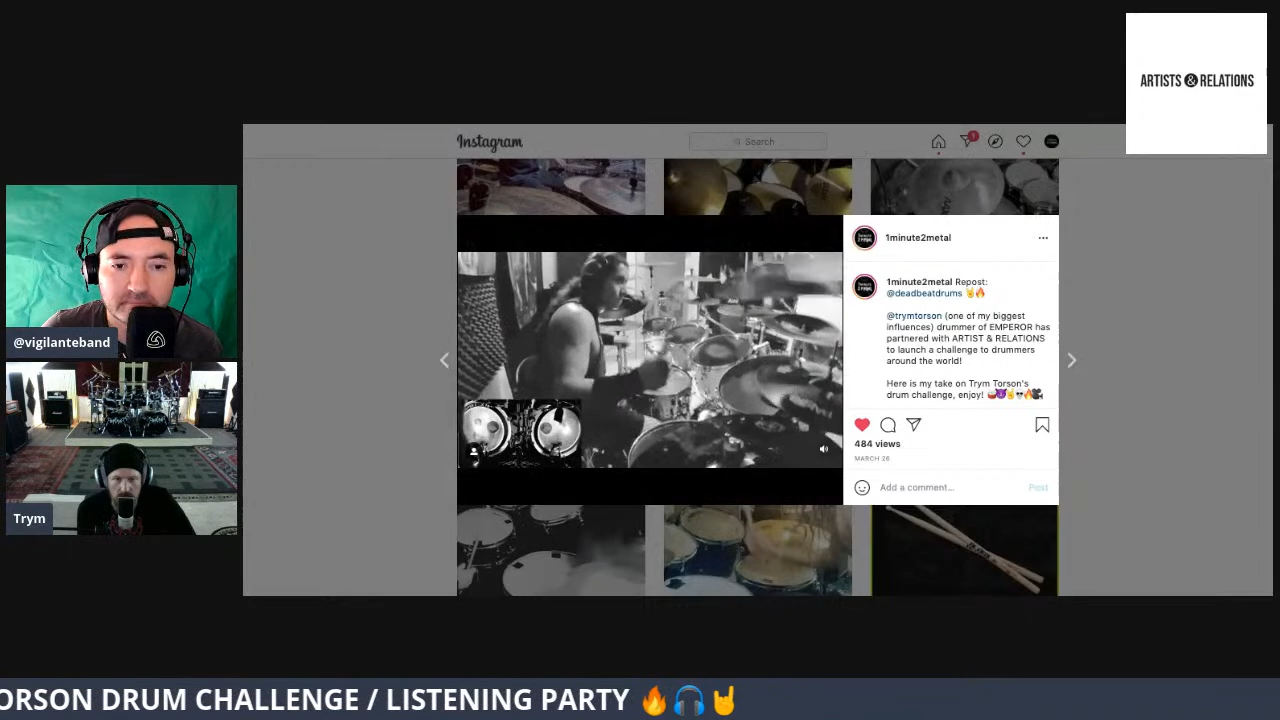 ARTISTS & RELATIONS
Instagram
Search
1
1minute2metal
1minute2metal Repost:
@deadbeatdrums 🤘🔥
@trymtorson (one of my biggest
influences) drummer of EMPEROR has
partnered with ARTIST & RELATIONS
to launch a challenge to drummers
around the world!
Here is my take on Trym Torson's
drum challenge, enjoy! 🥁😈🤘💀🔥🎥
484 views
MARCH 26
Add a comment...
Post
@vigilanteband
Trym
ORSON DRUM CHALLENGE / LISTENING PARTY 🔥🎧🤘